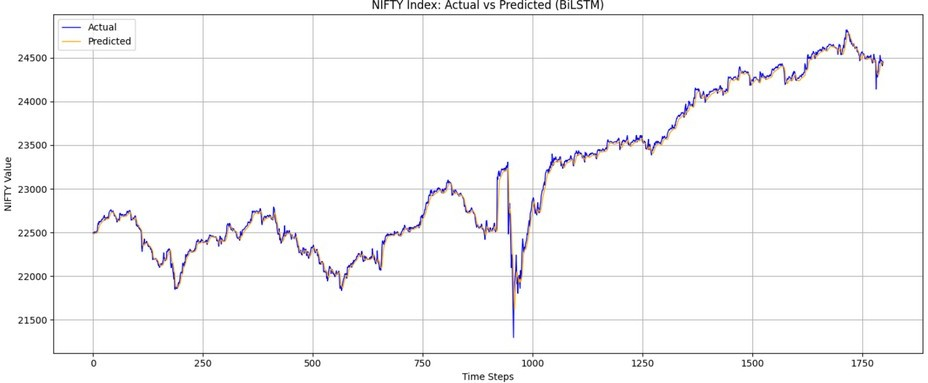 NIFTY Index: Actual vs Predicted (BiLSTM)
Actual
Predicted
24500
24000
23500
23000
22500
22000
21500
NIFTY Value
0 250 500 750 1000 1250 1500 1750
Time Steps